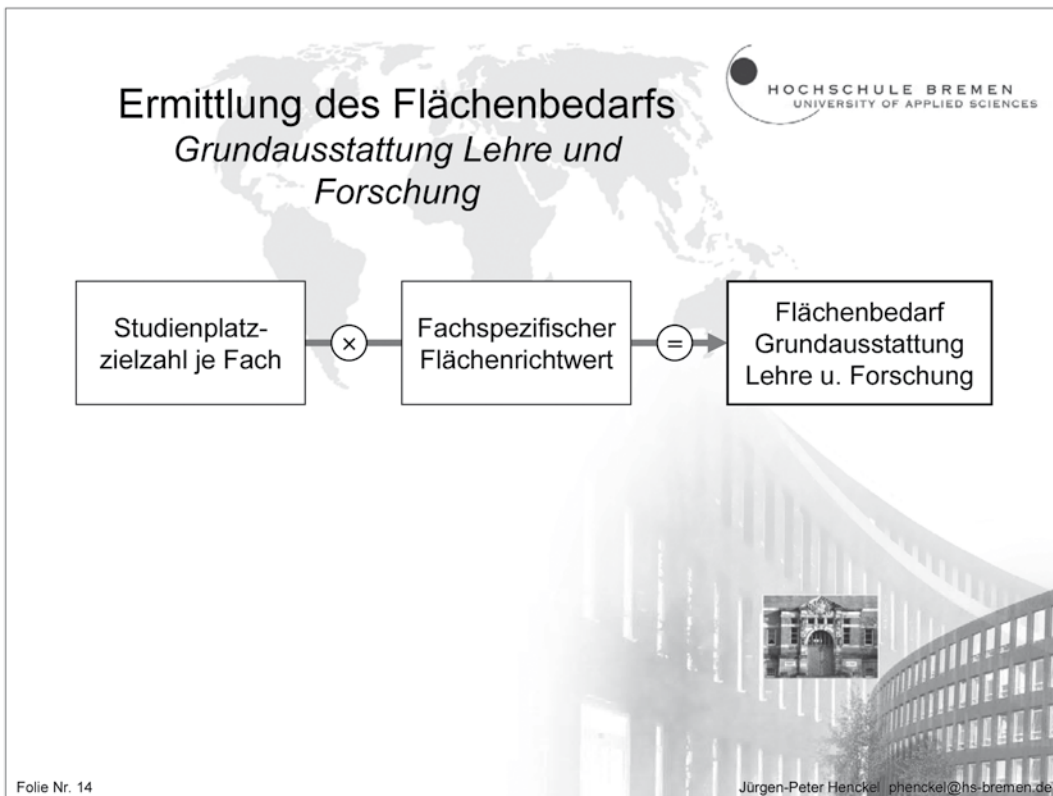 Ermittlung des Flächenbedarfs
Grundausstattung Lehre und
Forschung
HOCHSCHULE BREMEN
UNIVERSITY OF APPLIED SCIENCES
Studienplatz-
zielzahl je Fach
×
Fachspezifischer
Flächenrichtwert
=
Flächenbedarf
Grundausstattung
Lehre u. Forschung
Folie Nr. 14
Jürgen-Peter Henckel phenckel@hs-bremen.de